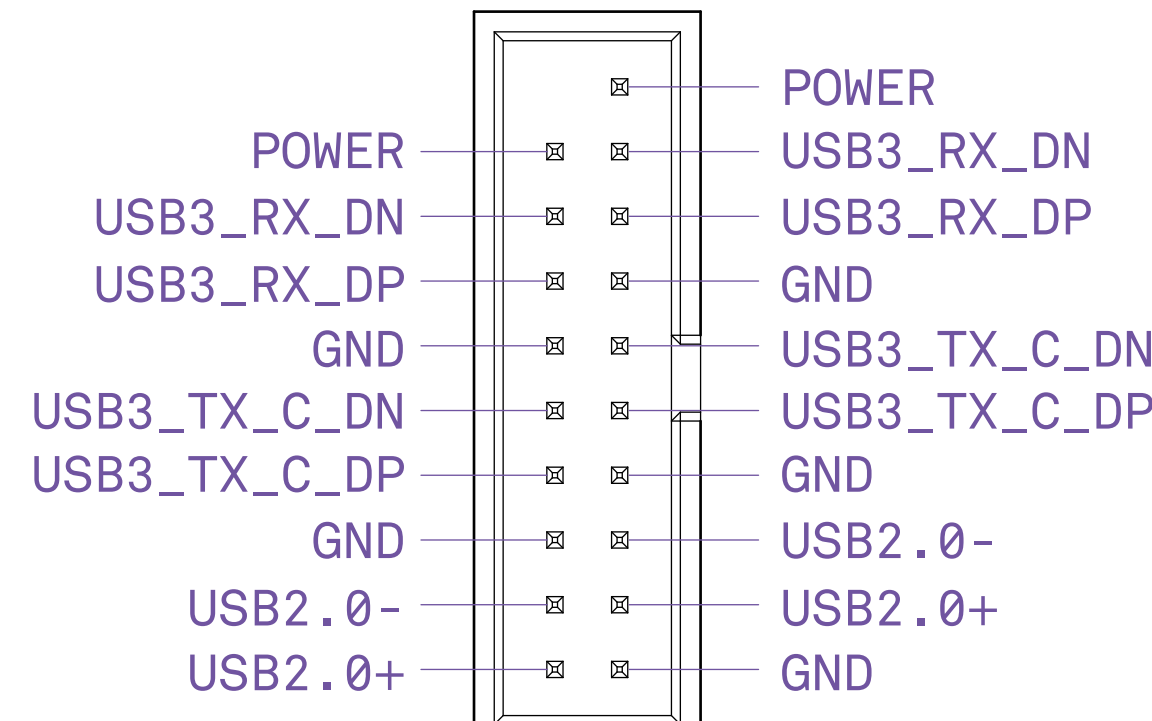 POWER
POWER USB3_RX_DN
USB3_RX_DN USB3_RX_DP
USB3_RX_DP GND
GND USB3_TX_C_DN
USB3_TX_C_DN USB3_TX_C_DP
USB3_TX_C_DP GND
GND USB2.0-
USB2.0- USB2.0+
USB2.0+ GND